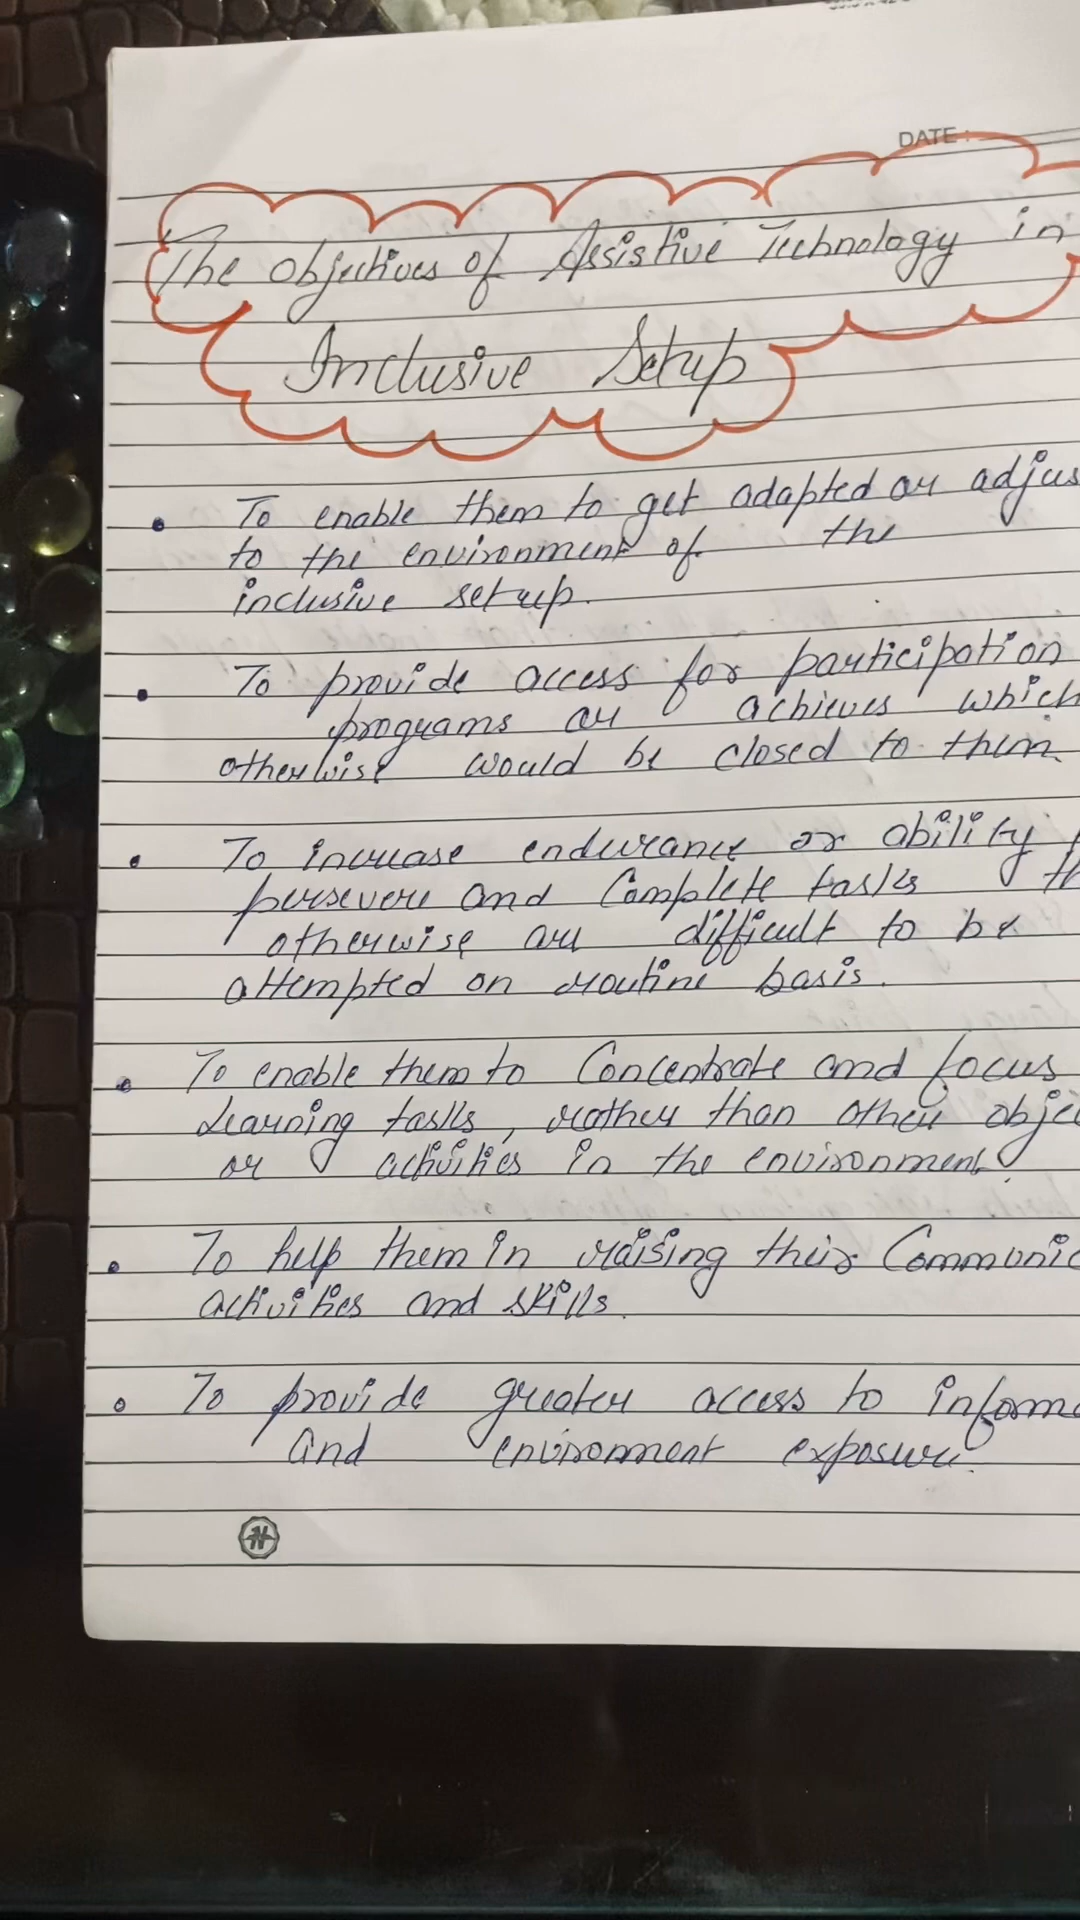 DATE:
The Objectives of Assistive Technology in
Inclusive Setup
• To enable them to get adapted or adjus
to the environment of the
inclusive set up.
• To provide access for participation
programs or achieves which
otherwise would be closed to them.
• To increase endurance or ability
persevere and Complete tasks th
otherwise are difficult to be
attempted on routine basis.
• To enable them to Concentrate and focus
learning tasks, rather than other obje
or activities in the environment.
• To help them in raising their Communic
activities and skills.
• To provide greater access to inform
and environment exposure.